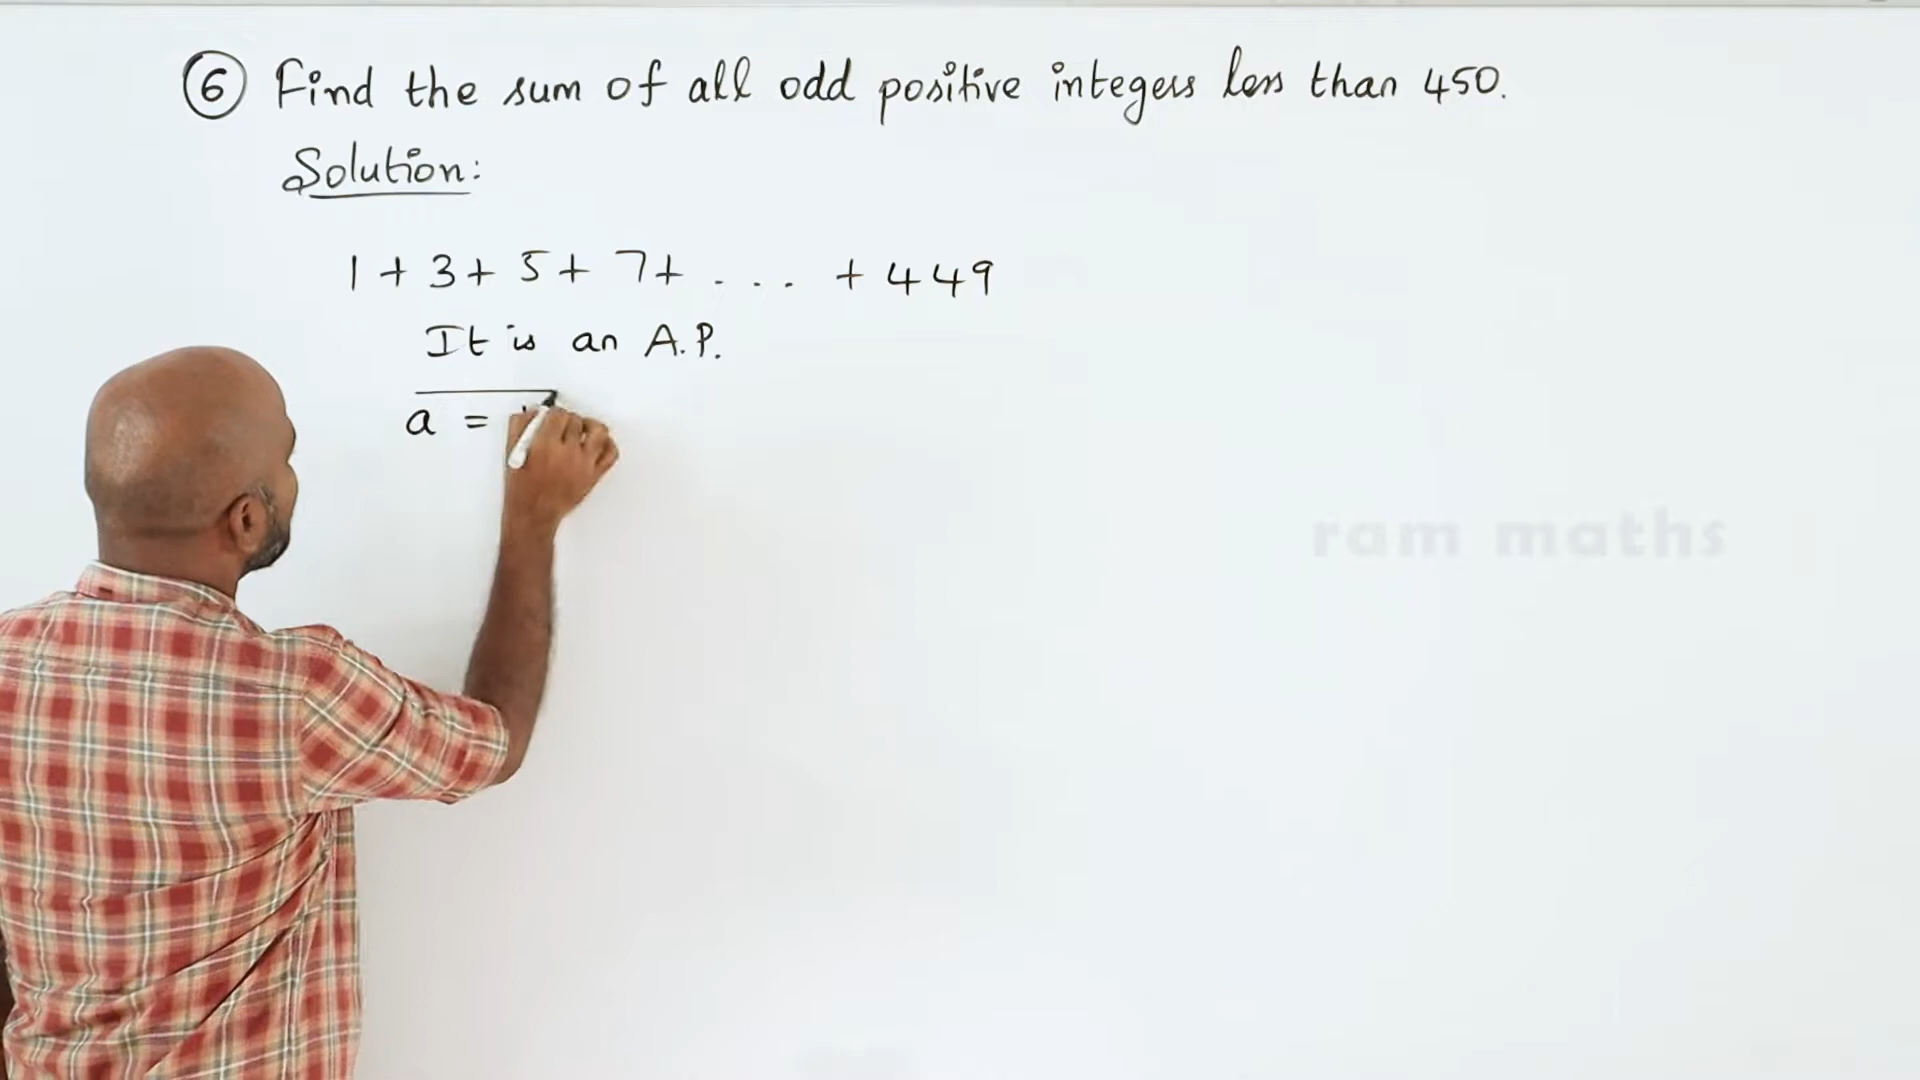 6 Find the sum of all odd positive integers less than 450.
Solution:
1 + 3 + 5 + 7 + . . . + 449
It is an A.P.
a =
ram maths